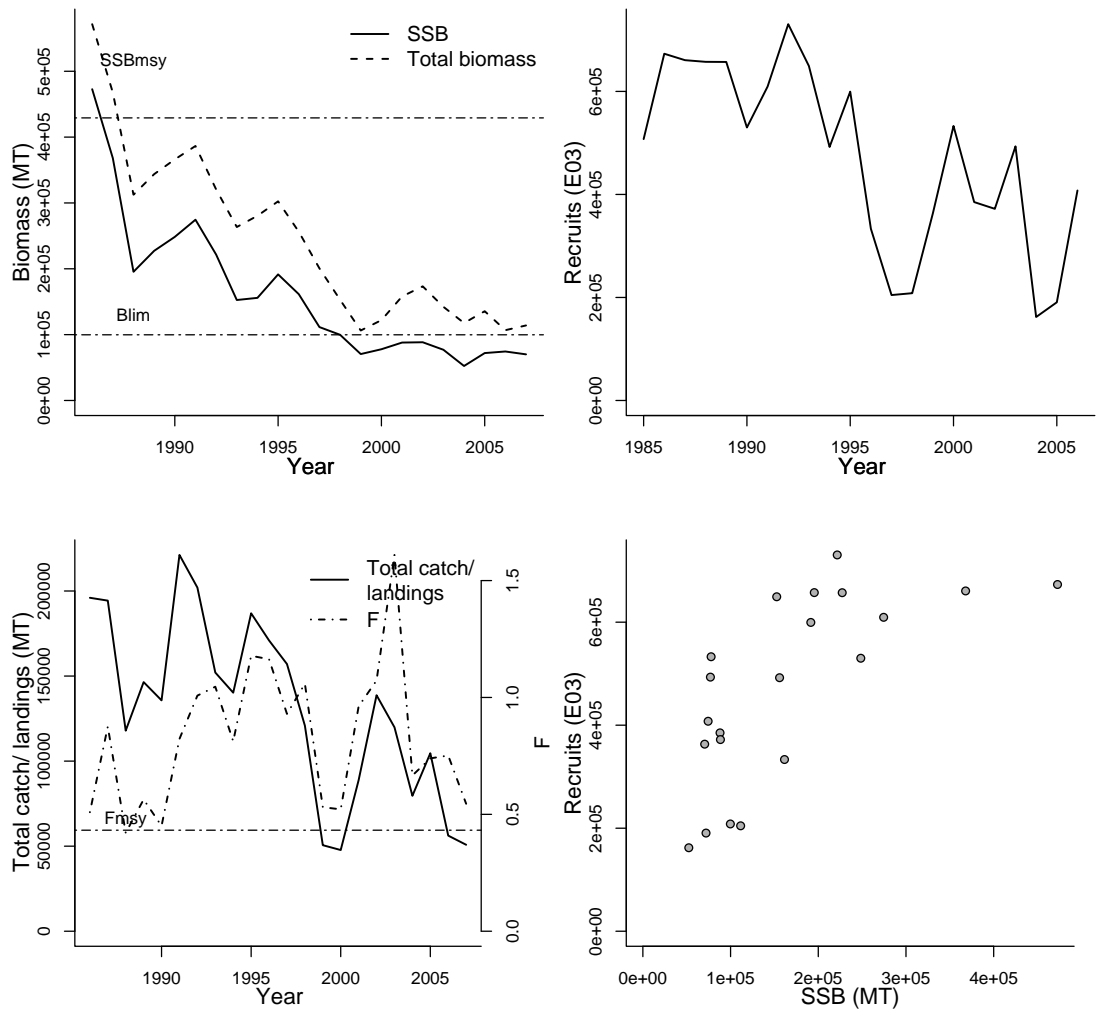 SSB
Total biomass
SSBmsy
Blim
Biomass (MT)
0e+00
1e+05
2e+05
3e+05
4e+05
5e+05
1990
1995
2000
2005
Year
Recruits (E03)
0e+00
2e+05
4e+05
6e+05
1985
1990
1995
2000
2005
Year
Total catch/
landings
F
Fmsy
Total catch/ landings (MT)
0
50000
100000
150000
200000
0.0
0.5
1.0
1.5
F
1990
1995
2000
2005
Year
Recruits (E03)
0e+00
2e+05
4e+05
6e+05
0e+00
1e+05
2e+05
3e+05
4e+05
SSB (MT)